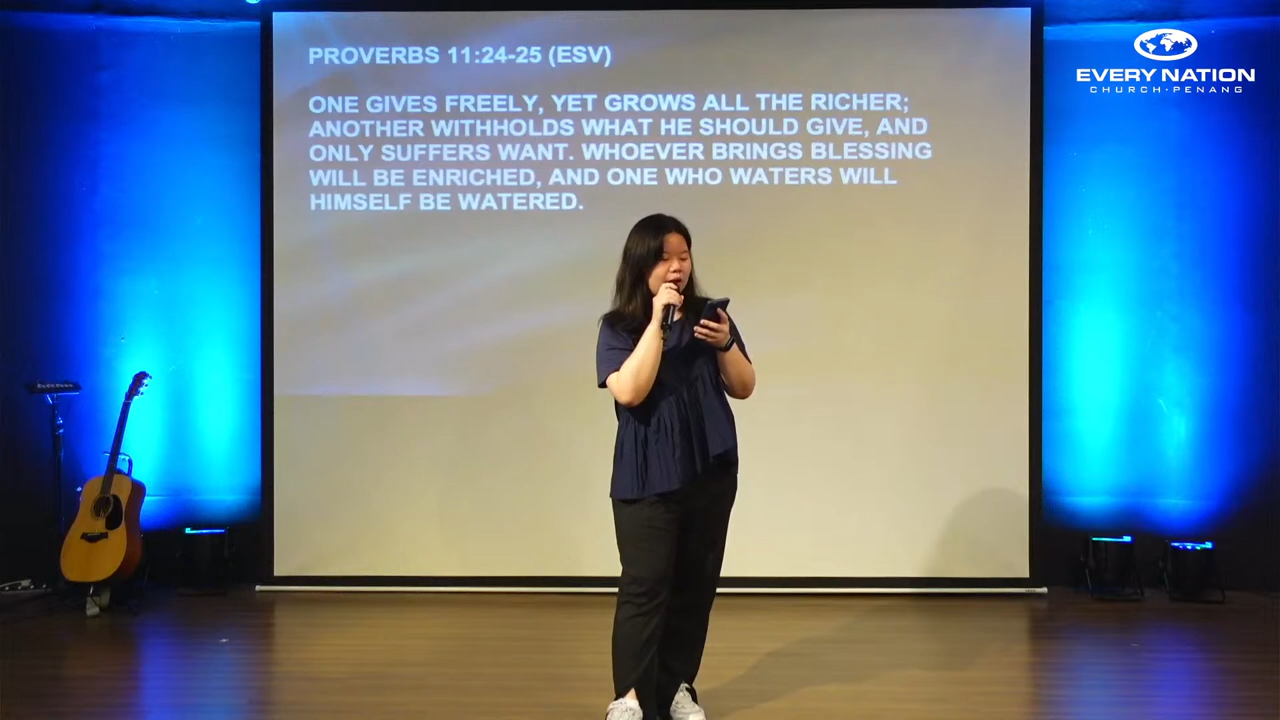 PROVERBS 11:24-25 (ESV)
ONE GIVES FREELY, YET GROWS ALL THE RICHER;
ANOTHER WITHHOLDS WHAT HE SHOULD GIVE, AND
ONLY SUFFERS WANT. WHOEVER BRINGS BLESSING
WILL BE ENRICHED, AND ONE WHO WATERS WILL
HIMSELF BE WATERED.
EVERY NATION
CHURCH·PENANG